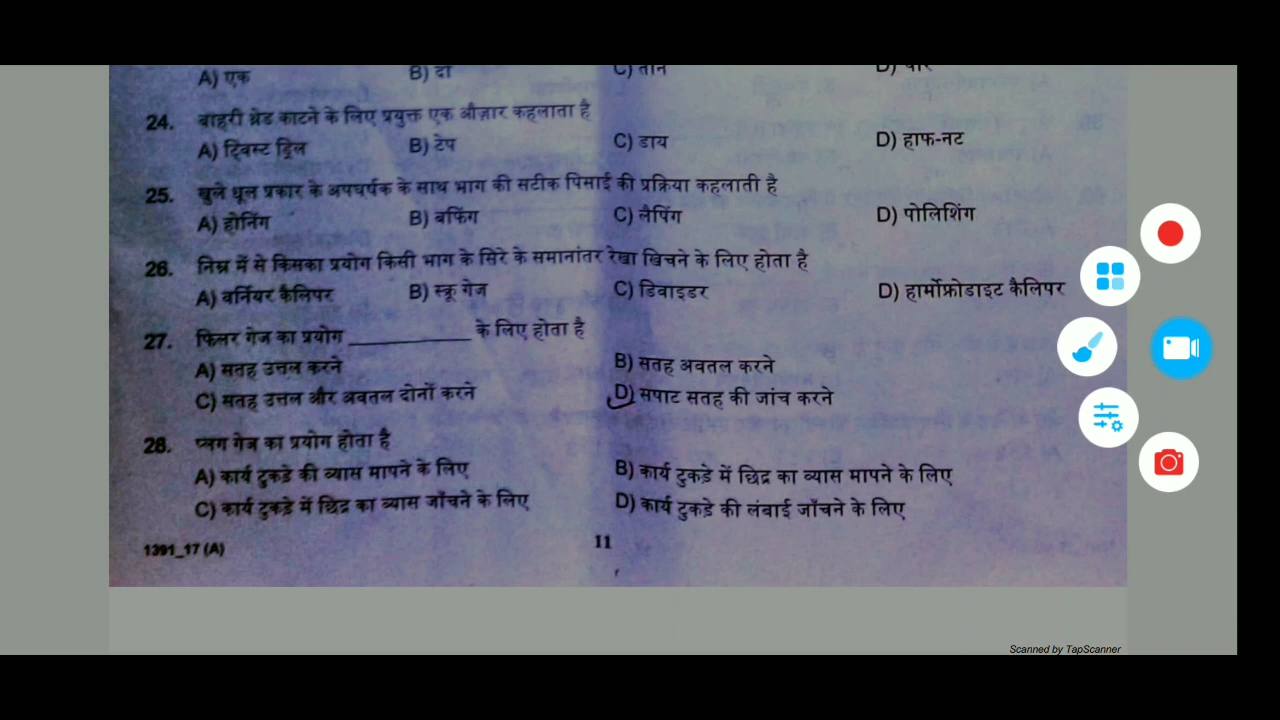 A) एक B) दो C) तीन D) चार
24. बाहरी थ्रेड काटने के लिए प्रयुक्त एक औज़ार कहलाता है
A) ट्विस्ट ड्रिल B) टेप C) डाय D) हाफ-नट
25. खुले धूल प्रकार के अपघर्षक के साथ भाग की सटीक पिसाई की प्रक्रिया कहलाती है
A) होनिंग B) बफिंग C) लैपिंग D) पोलिशिंग
26. निम्न में से किसका प्रयोग किसी भाग के सिरे के समानांतर रेखा खिचने के लिए होता है
A) वर्नियर कैलिपर B) स्क्रू गेज C) डिवाइडर D) हार्मोफ्रोडाइट कैलिपर
27. फिलर गेज का प्रयोग __________ के लिए होता है
A) सतह उत्तल करने B) सतह अवतल करने
C) सतह उत्तल और अवतल दोनों करने D) सपाट सतह की जांच करने
28. प्लग गेज का प्रयोग होता है
A) कार्य टुकड़े की व्यास मापने के लिए B) कार्य टुकड़े में छिद्र का व्यास मापने के लिए
C) कार्य टुकड़े में छिद्र का व्यास जाँचने के लिए D) कार्य टुकड़े की लंबाई जाँचने के लिए
1391_17 (A) 11
Scanned by TapScanner